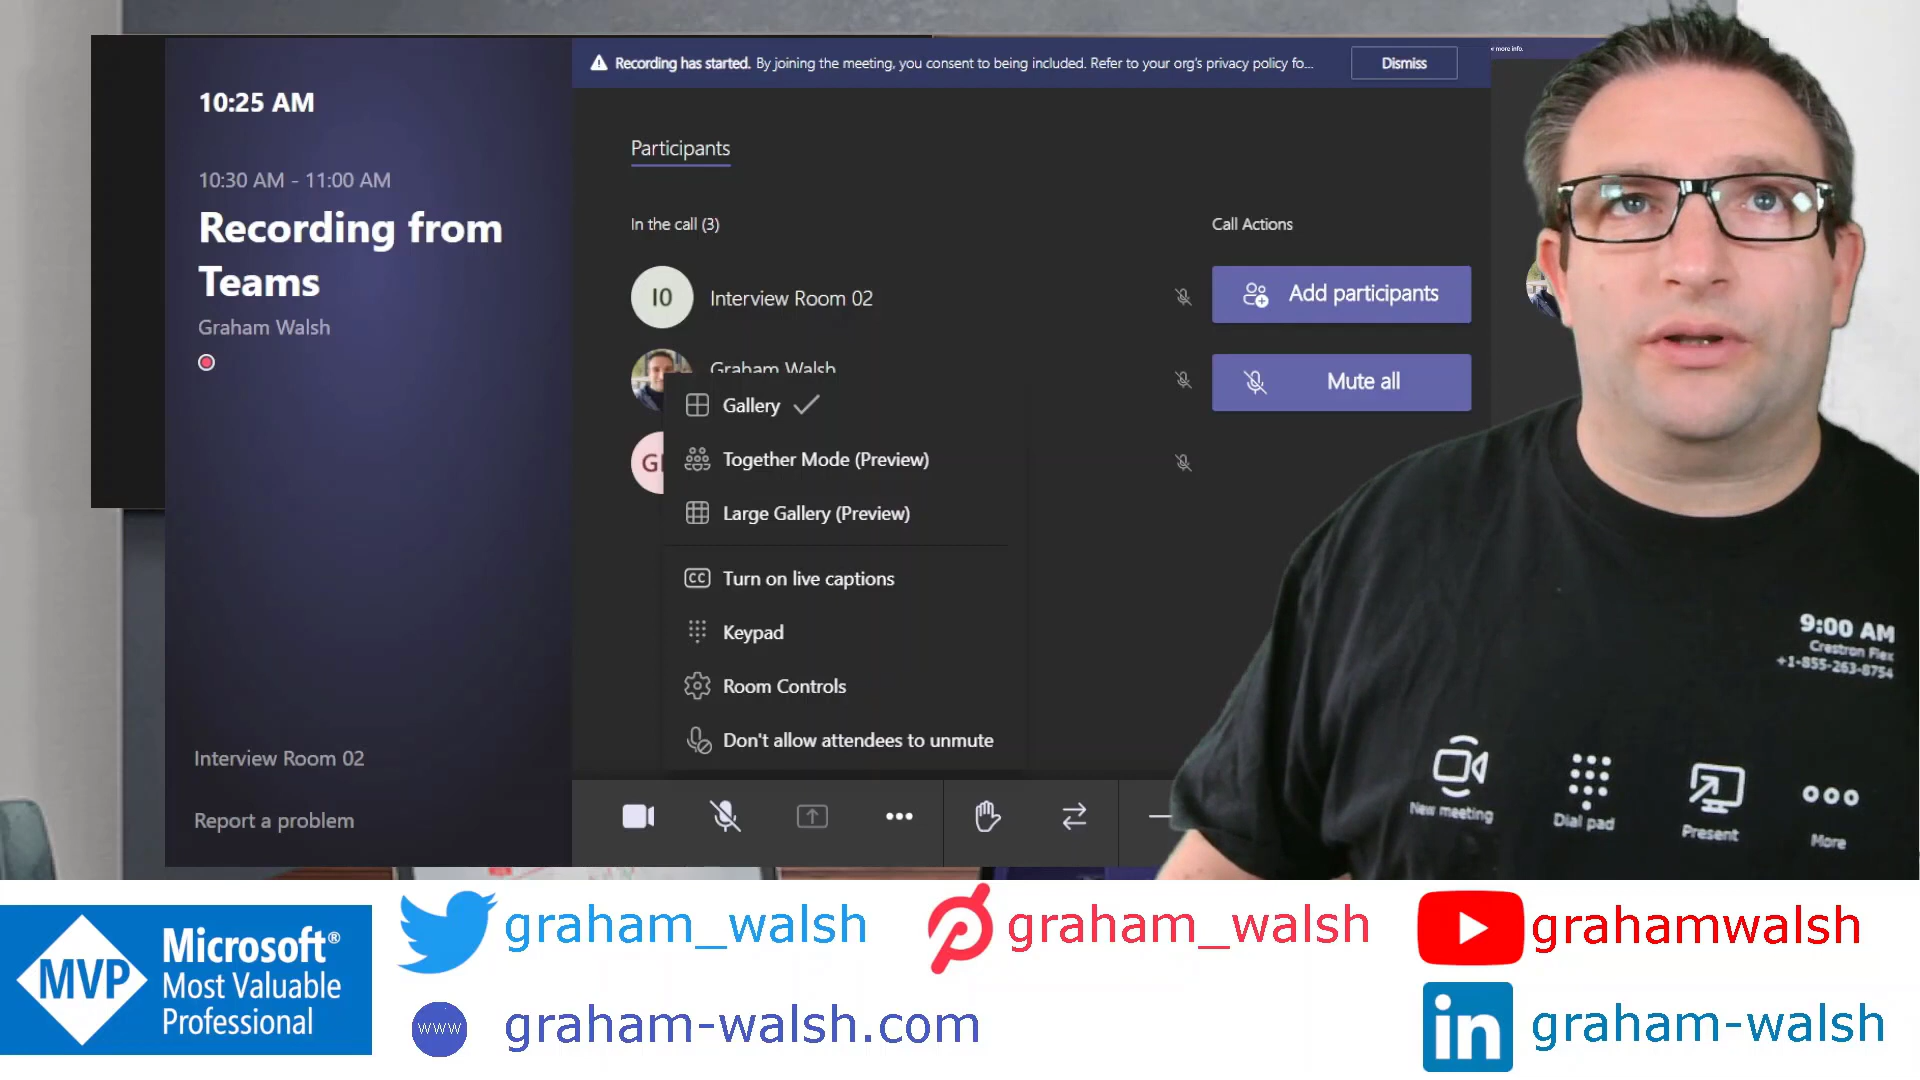 10:25 AM
10:30 AM - 11:00 AM
Recording from
Teams
Graham Walsh
Interview Room 02
Report a problem
Recording has started. By joining the meeting, you consent to being included. Refer to your org's privacy policy fo...
Dismiss
r more info.
Participants
In the call (3)
Call Actions
IO
Interview Room 02
Add participants
Graham Walsh
Mute all
Gallery
Together Mode (Preview)
Large Gallery (Preview)
CC
Turn on live captions
Keypad
Room Controls
Don't allow attendees to unmute
9:00 AM
Crestron Flex
+1-855-263-8754
New meeting
Dial pad
Present
More
MVP
Microsoft®
Most Valuable
Professional
graham_walsh
graham_walsh
grahamwalsh
www
graham-walsh.com
in
graham-walsh